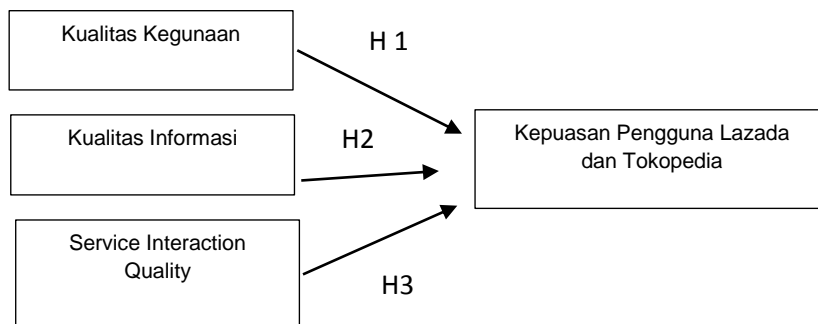 Kualitas Kegunaan
H 1
Kualitas Informasi
H2
Kepuasan Pengguna Lazada
dan Tokopedia
Service Interaction
Quality
H3